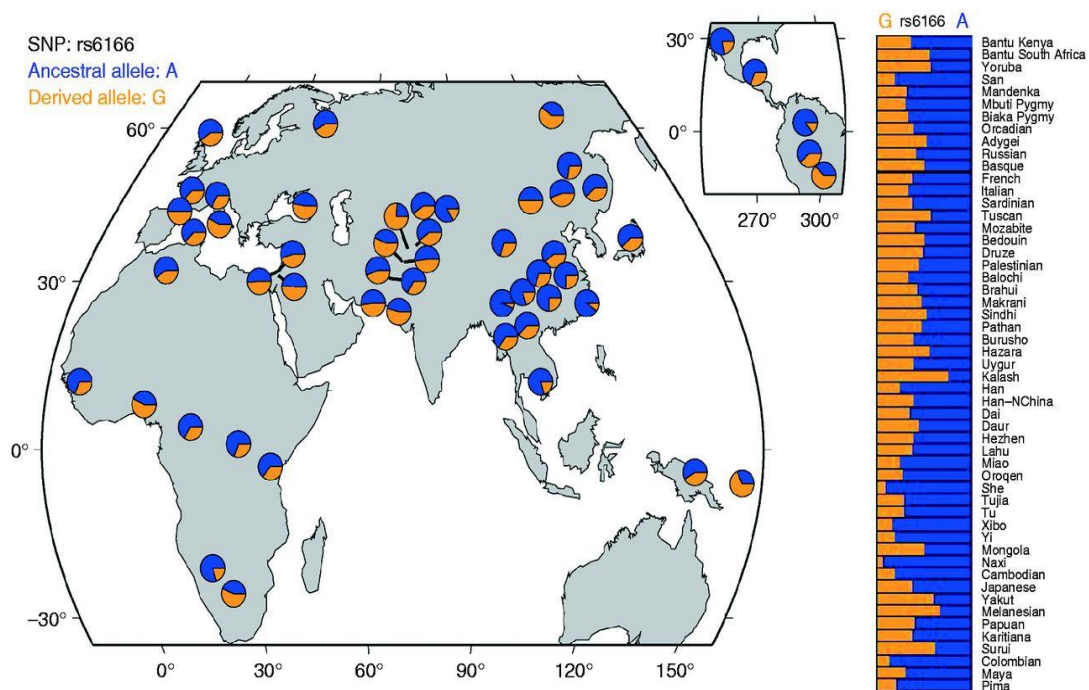 SNP: rs6166
Ancestral allele: A
Derived allele: G
60°
30°
0°
−30°
0°
30°
60°
90°
120°
150°
30°
0°
270°
300°
G rs6166 A
Bantu Kenya
Bantu South Africa
Yoruba
San
Mandenka
Mbuti Pygmy
Biaka Pygmy
Orcadian
Adygei
Russian
Basque
French
Italian
Sardinian
Tuscan
Mozabite
Bedouin
Druze
Palestinian
Balochi
Brahui
Makrani
Sindhi
Pathan
Burusho
Hazara
Uygur
Kalash
Han
Han−NChina
Dai
Daur
Hezhen
Lahu
Miao
Oroqen
She
Tujia
Tu
Xibo
Yi
Mongola
Naxi
Cambodian
Japanese
Yakut
Melanesian
Papuan
Karitiana
Surui
Colombian
Maya
Pima